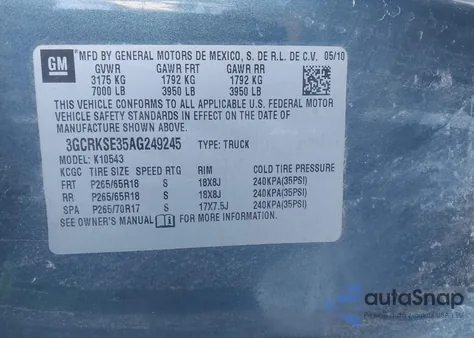 GM
MFD BY GENERAL MOTORS DE MEXICO, S. DE R.L. DE C.V. 05/10
GVWR GAWR FRT GAWR RR
3175 KG 1792 KG 1792 KG
7000 LB 3950 LB 3950 LB
THIS VEHICLE CONFORMS TO ALL APPLICABLE U.S. FEDERAL MOTOR
VEHICLE SAFETY STANDARDS IN EFFECT ON THE DATE OF
MANUFACTURE SHOWN ABOVE.
3GCRKSE35AG249245 TYPE: TRUCK
MODEL: K10543
KCGC TIRE SIZE SPEED RTG RIM COLD TIRE PRESSURE
FRT P265/65R18 S 18X8J 240KPA(35PSI)
RR P265/65R18 S 18X8J 240KPA(35PSI)
SPA P265/70R17 S 17X7.5J 240KPA(35PSI)
SEE OWNER'S MANUAL FOR MORE INFORMATION.
autoSnap